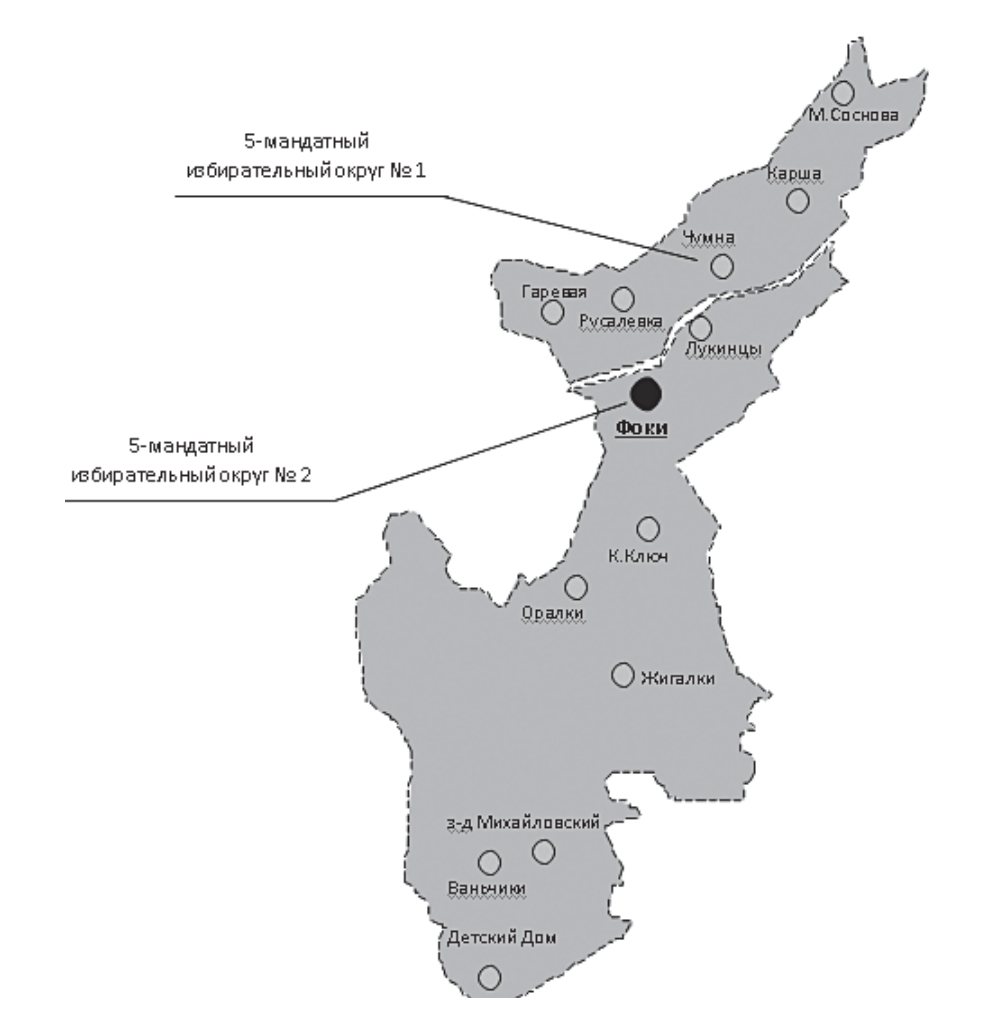 М.Соснова
5-мандатный
избирательный округ № 1
Карша
Чумна
Гаревая
Русалевка
Лукинцы
Фоки
5-мандатный
избирательный округ № 2
К.Ключ
Оралки
Жигалки
з-д Михайловский
Ваньчики
Детский Дом